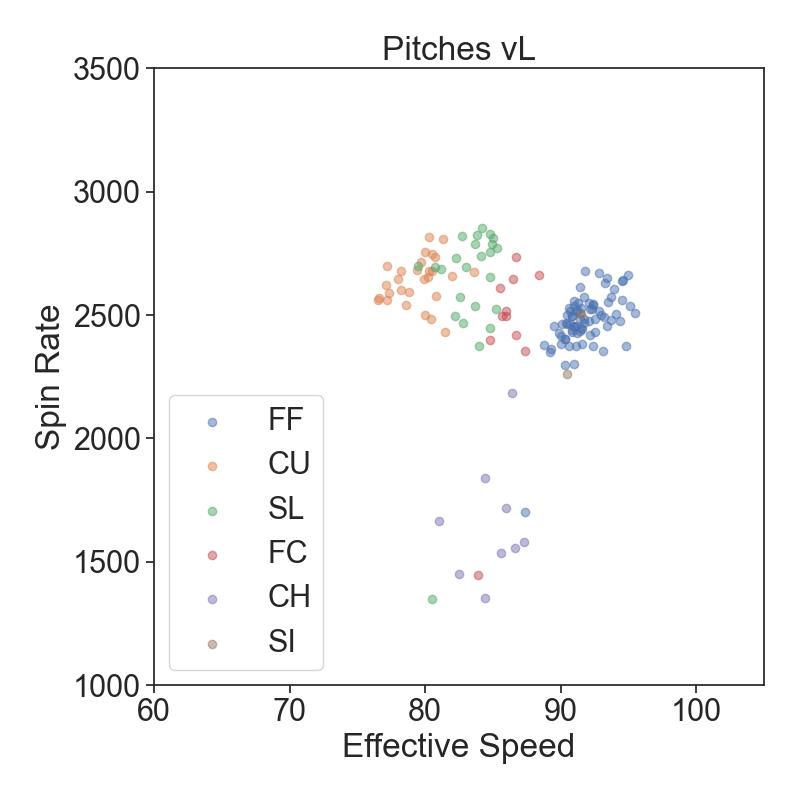 Pitches vL
3500
3000
2500
2000
1500
1000
Spin Rate
FF
CU
SL
FC
CH
SI
60 70 80 90 100
Effective Speed